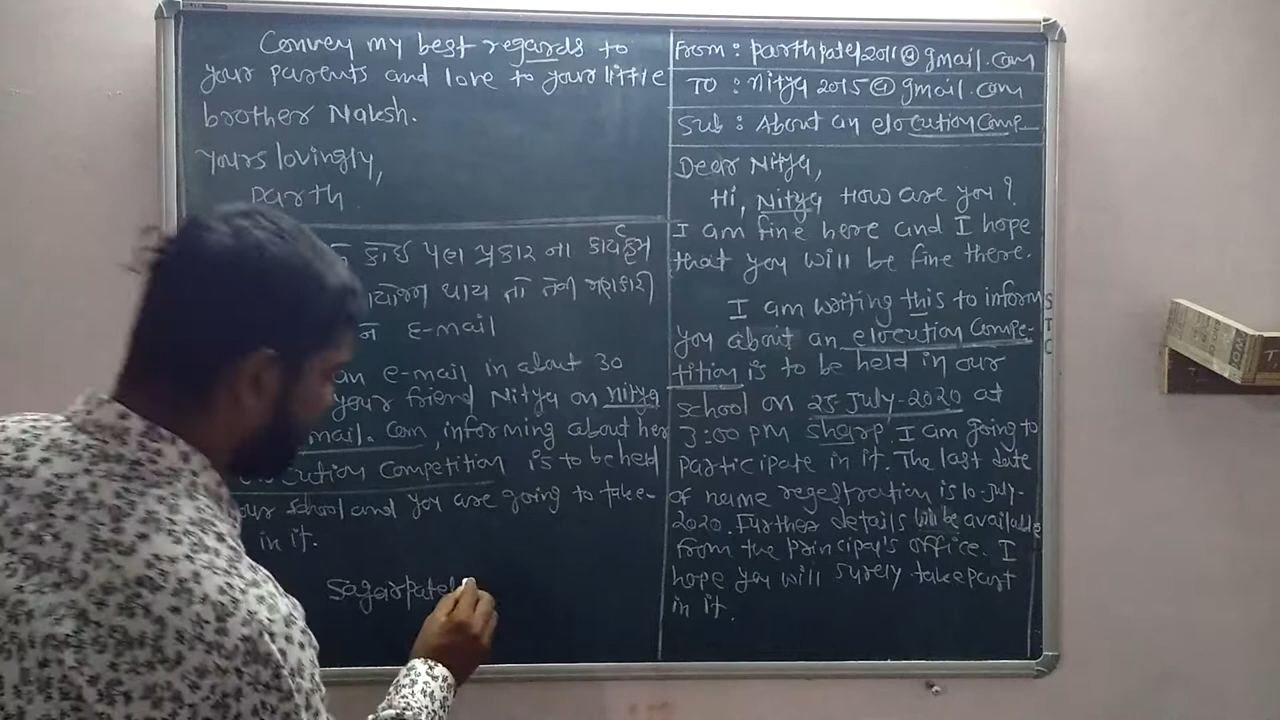 Convey my best regards to
your parents and love to your little
brother Naksh.
Yours lovingly,
Parth.
કોઈ પણ પ્રકાર ના કાર્યક્રમ
થાય તો તેની જાણકારી
E-mail
an e-mail in about 30
your friend Nitya on nitya
mail. com, informing about her
cution Competition is to be held
our school and you are going to take-
in it.
Sagarpatel
From : parthpatel2011@gmail.com
TO : nitya2015@gmail.com
Sub : About an elocution Comp-
Dear Nitya,
Hi, Nitya How are you?
I am fine here and I hope
that you will be fine there.
I am writing this to inform
you about an elocution Compe-
tition is to be held in our
school on 25-July-2020 at
3:00 PM sharp. I am going to
participate in it. The last date
of name regestration is 10-July-
2020. Further details will be available
from the principal's office. I
hope you will surely take part
in it.
STC